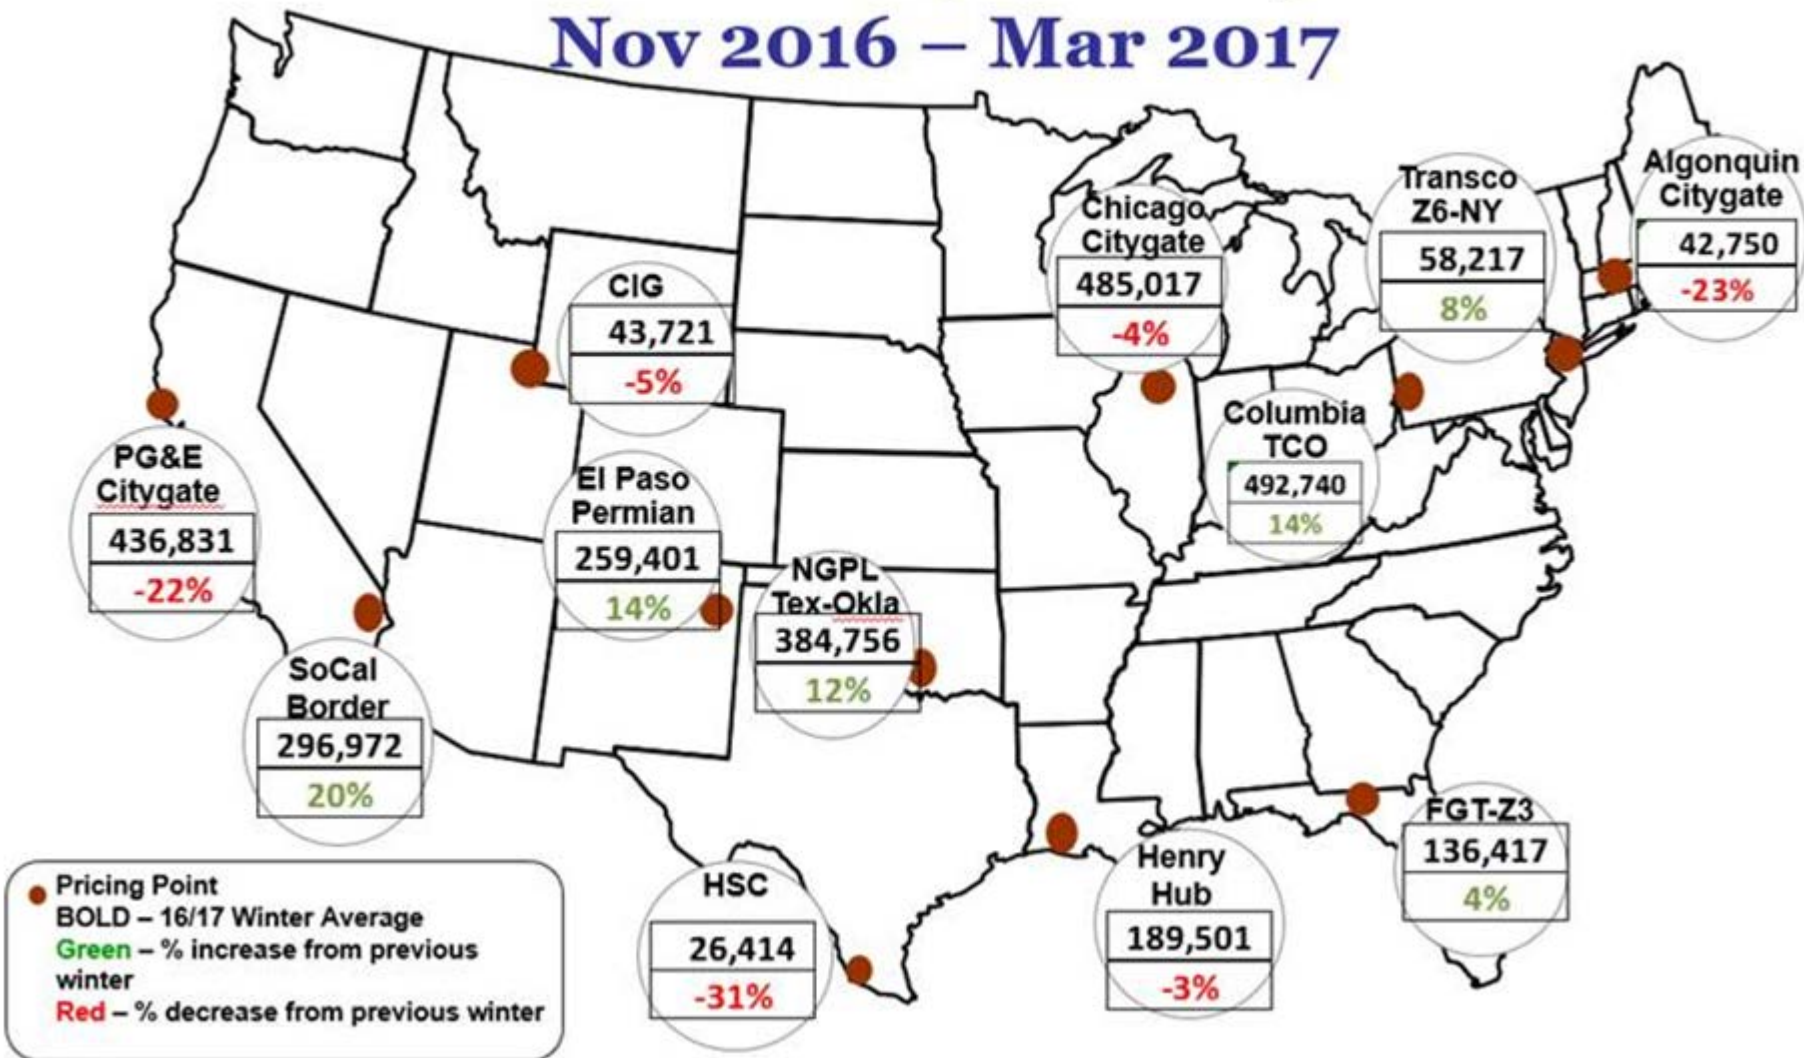 Nov 2016 – Mar 2017
Algonquin
Citygate
42,750
-23%
Transco
Z6-NY
58,217
8%
Chicago
Citygate
485,017
-4%
CIG
43,721
-5%
Columbia
TCO
492,740
14%
PG&E
Citygate
436,831
-22%
El Paso
Permian
259,401
14%
NGPL
Tex-Okla
384,756
12%
SoCal
Border
296,972
20%
FGT-Z3
136,417
4%
Henry
Hub
189,501
-3%
HSC
26,414
-31%
Pricing Point
BOLD – 16/17 Winter Average
Green – % increase from previous
winter
Red – % decrease from previous winter